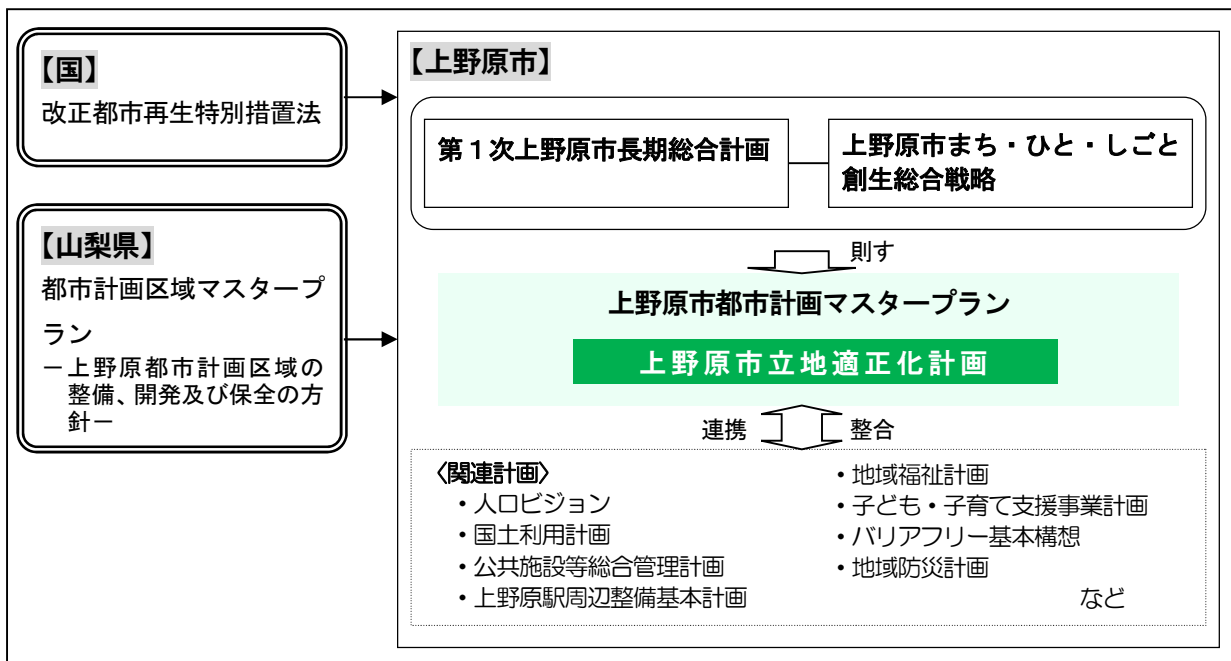 【国】
改正都市再生特別措置法
【山梨県】
都市計画区域マスタープ
ラン
－上野原都市計画区域の
整備、開発及び保全の方
針－
【上野原市】
第１次上野原市長期総合計画
上野原市まち・ひと・しごと
創生総合戦略
則す
上野原市都市計画マスタープラン
上野原市立地適正化計画
連携
整合
〈関連計画〉
・人口ビジョン
・国土利用計画
・公共施設等総合管理計画
・上野原駅周辺整備基本計画
・地域福祉計画
・子ども・子育て支援事業計画
・バリアフリー基本構想
・地域防災計画
など